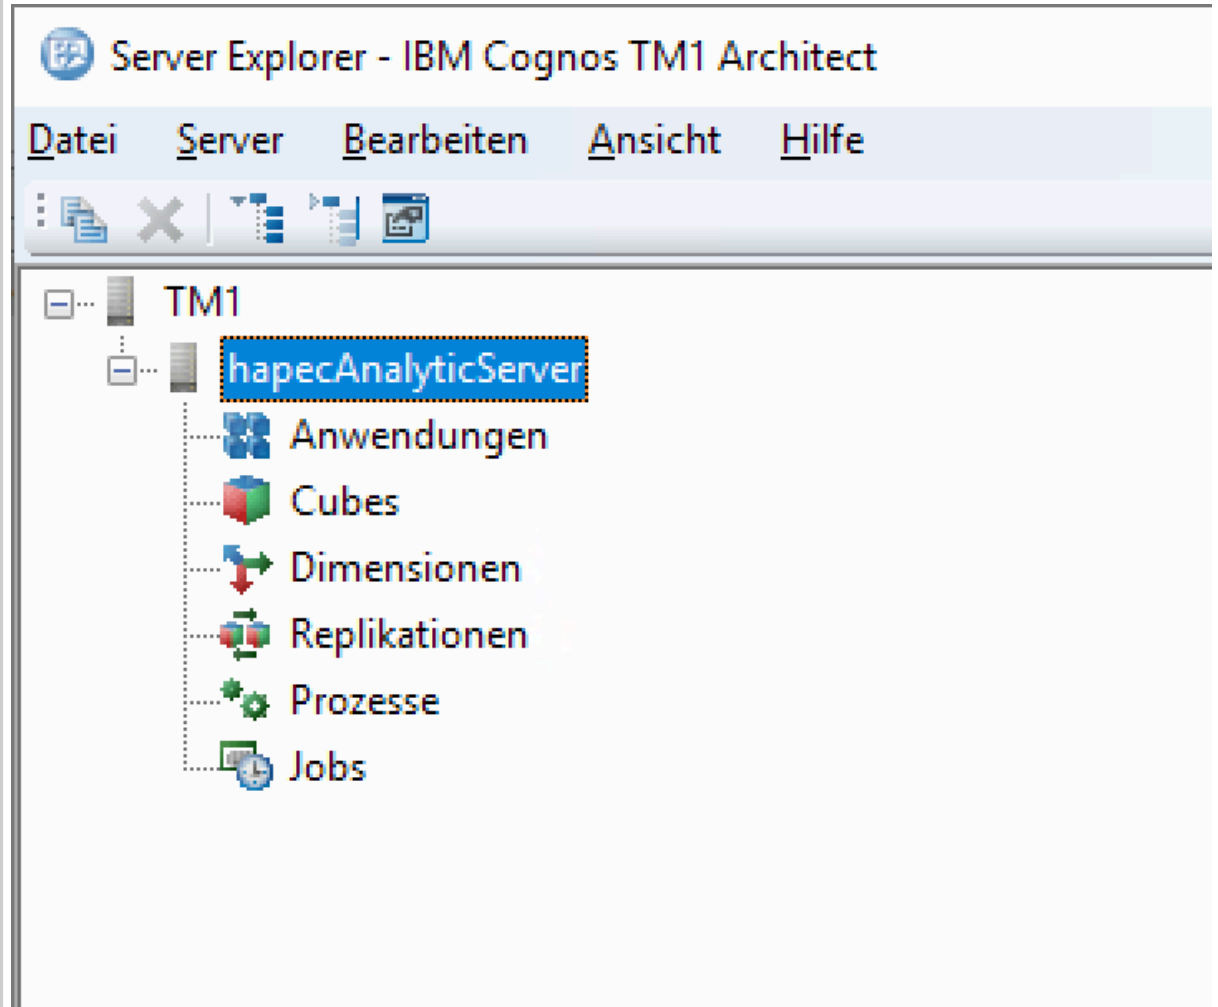 Server Explorer - IBM Cognos TM1 Architect
Datei Server Bearbeiten Ansicht Hilfe
TM1
hapecAnalyticServer
Anwendungen
Cubes
Dimensionen
Replikationen
Prozesse
Jobs